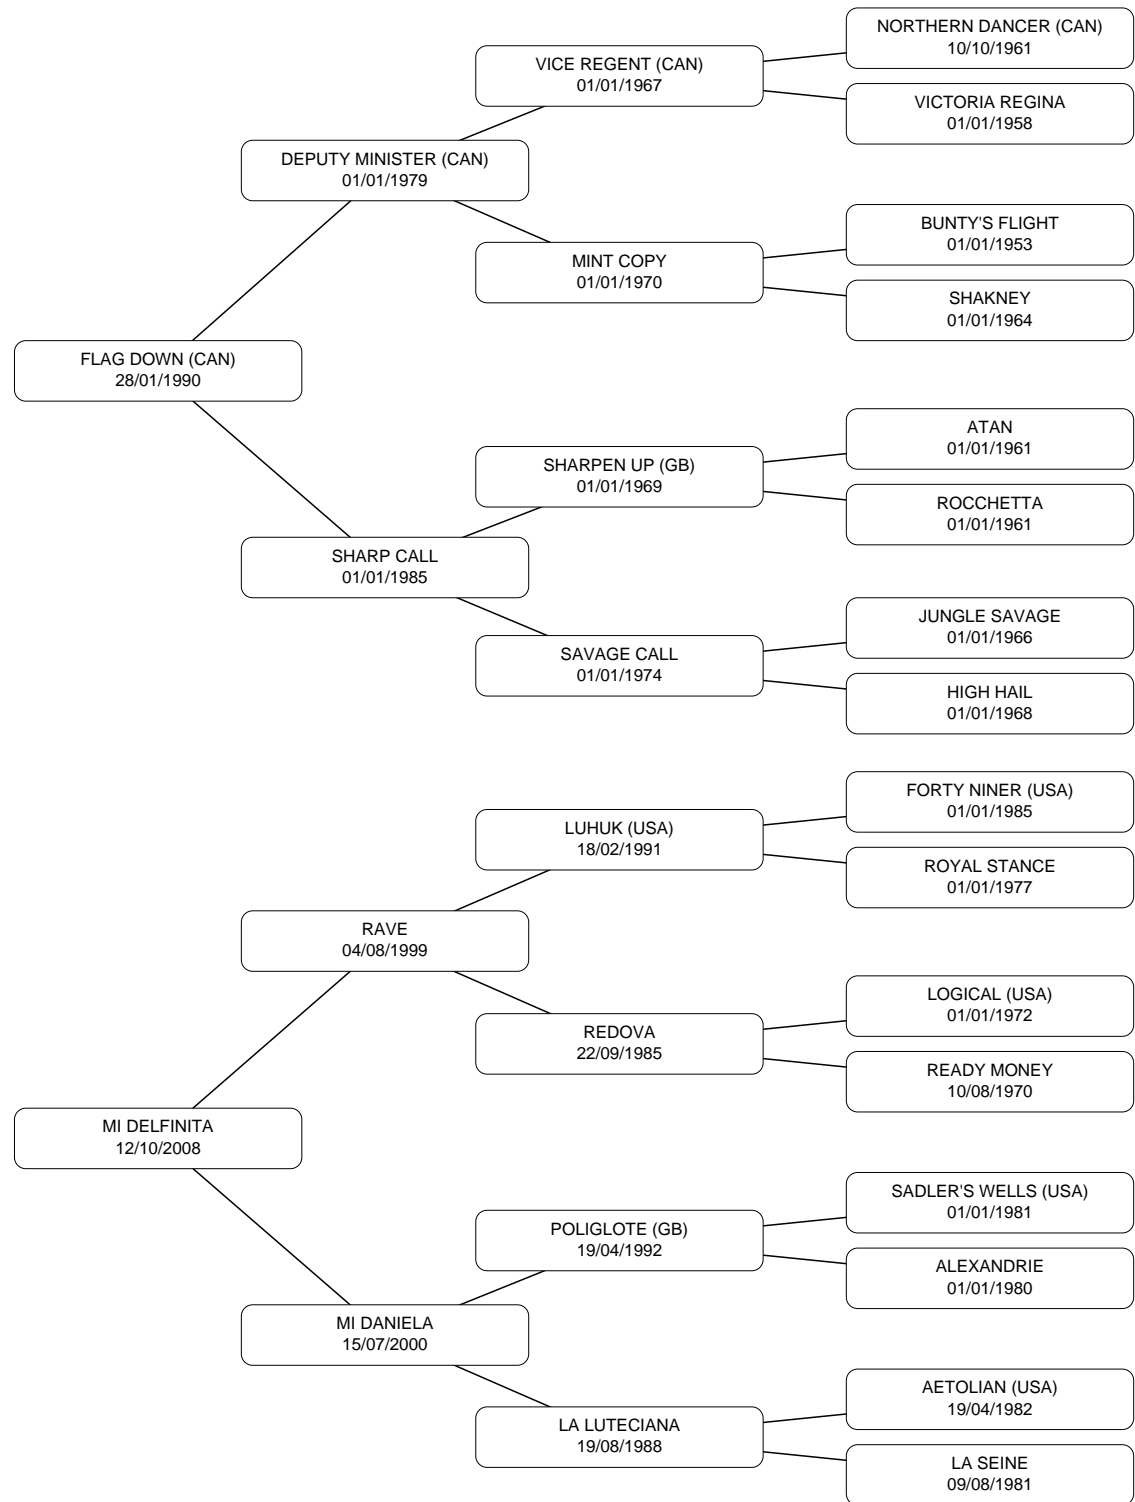 NORTHERN DANCER (CAN)
10/10/1961
VICE REGENT (CAN)
01/01/1967
VICTORIA REGINA
01/01/1958
DEPUTY MINISTER (CAN)
01/01/1979
BUNTY'S FLIGHT
01/01/1953
MINT COPY
01/01/1970
SHAKNEY
01/01/1964
FLAG DOWN (CAN)
28/01/1990
ATAN
01/01/1961
SHARPEN UP (GB)
01/01/1969
ROCCHETTA
01/01/1961
SHARP CALL
01/01/1985
JUNGLE SAVAGE
01/01/1966
SAVAGE CALL
01/01/1974
HIGH HAIL
01/01/1968
FORTY NINER (USA)
01/01/1985
LUHUK (USA)
18/02/1991
ROYAL STANCE
01/01/1977
RAVE
04/08/1999
LOGICAL (USA)
01/01/1972
REDOVA
22/09/1985
READY MONEY
10/08/1970
MI DELFINITA
12/10/2008
SADLER'S WELLS (USA)
01/01/1981
POLIGLOTE (GB)
19/04/1992
ALEXANDRIE
01/01/1980
MI DANIELA
15/07/2000
AETOLIAN (USA)
19/04/1982
LA LUTECIANA
19/08/1988
LA SEINE
09/08/1981